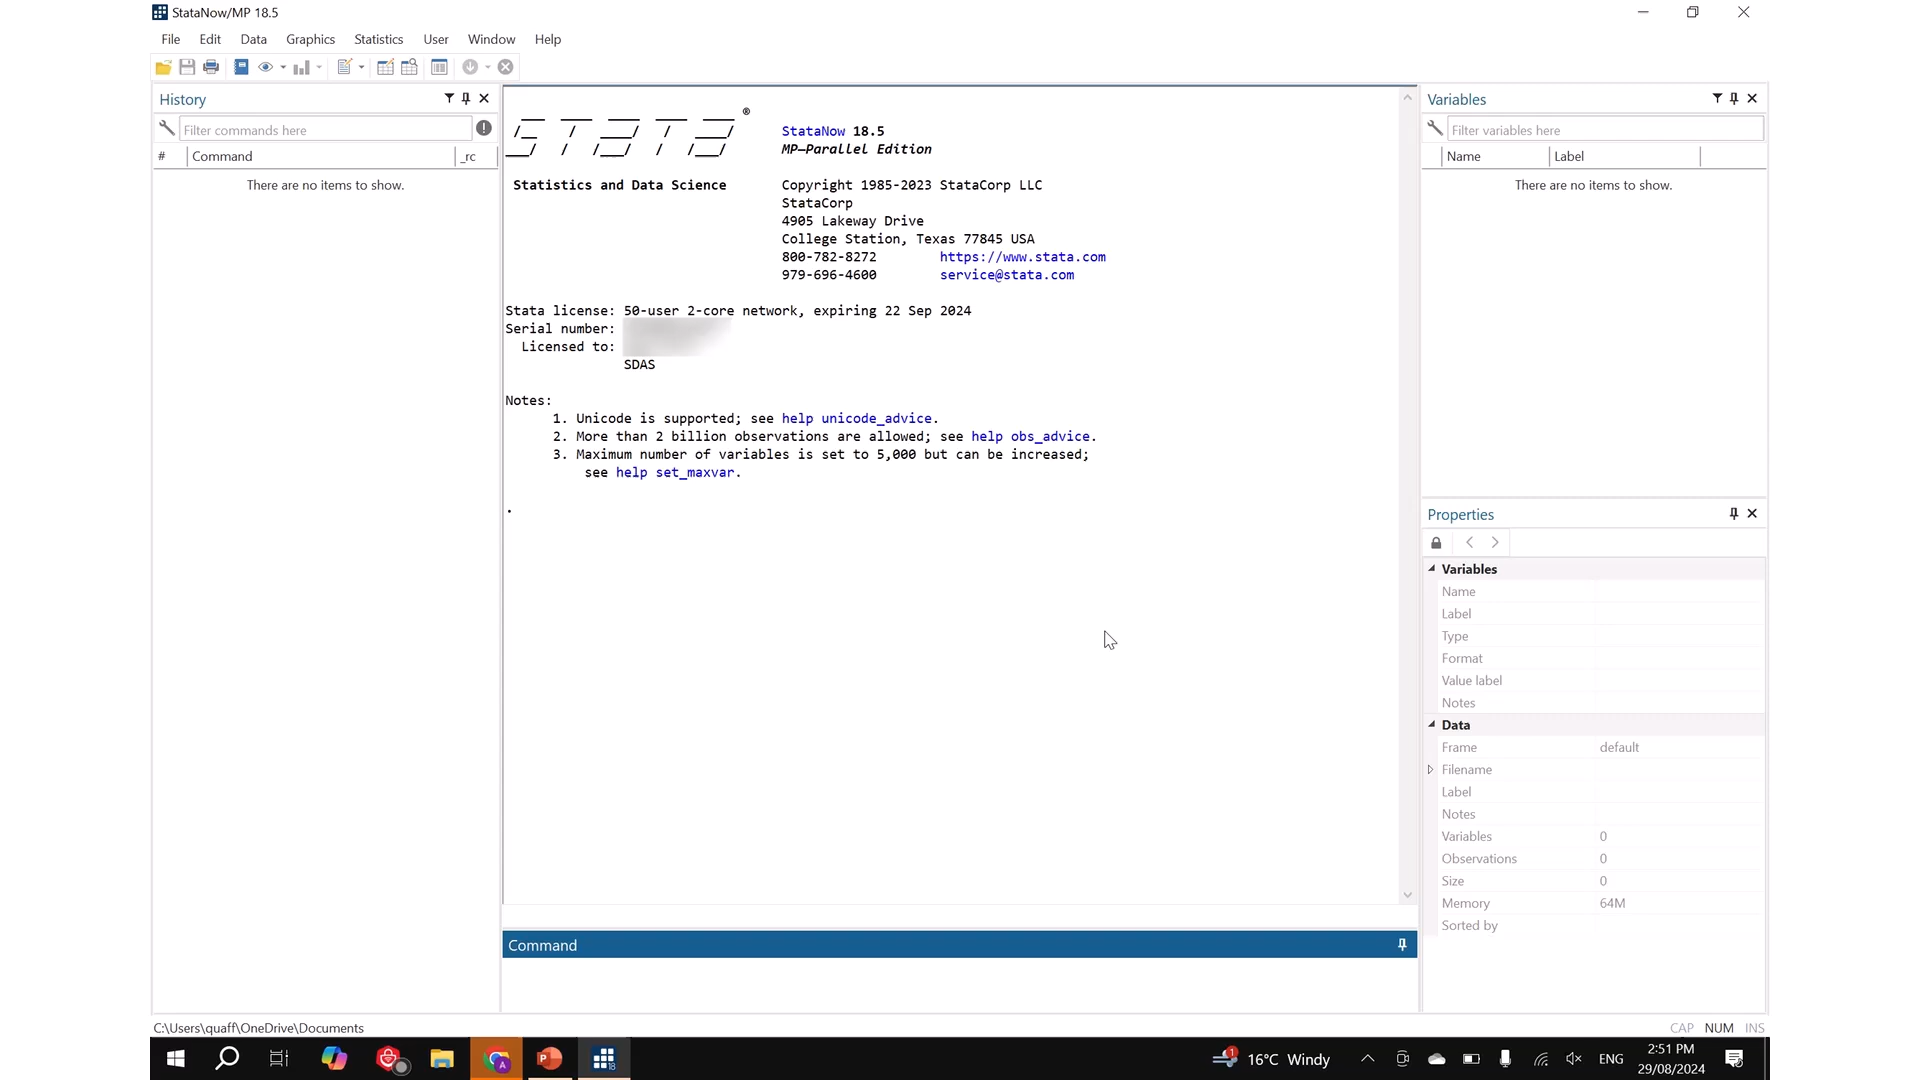 StataNow/MP 18.5
File Edit Data Graphics Statistics User Window Help
History
Filter commands here
# Command _rc
There are no items to show.
®
StataNow 18.5
MP—Parallel Edition
Statistics and Data Science Copyright 1985-2023 StataCorp LLC
StataCorp
4905 Lakeway Drive
College Station, Texas 77845 USA
800-782-8272 https://www.stata.com
979-696-4600 service@stata.com
Stata license: 50-user 2-core network, expiring 22 Sep 2024
Serial number:
Licensed to:
SDAS
Notes:
1. Unicode is supported; see help unicode_advice.
2. More than 2 billion observations are allowed; see help obs_advice.
3. Maximum number of variables is set to 5,000 but can be increased;
see help set_maxvar.
.
Command
Variables
Filter variables here
Name Label
There are no items to show.
Properties
Variables
Name
Label
Type
Format
Value label
Notes
Data
Frame default
Filename
Label
Notes
Variables 0
Observations 0
Size 0
Memory 64M
Sorted by
C:\Users\quaff\OneDrive\Documents
CAP NUM INS
16°C Windy
ENG
2:51 PM
29/08/2024